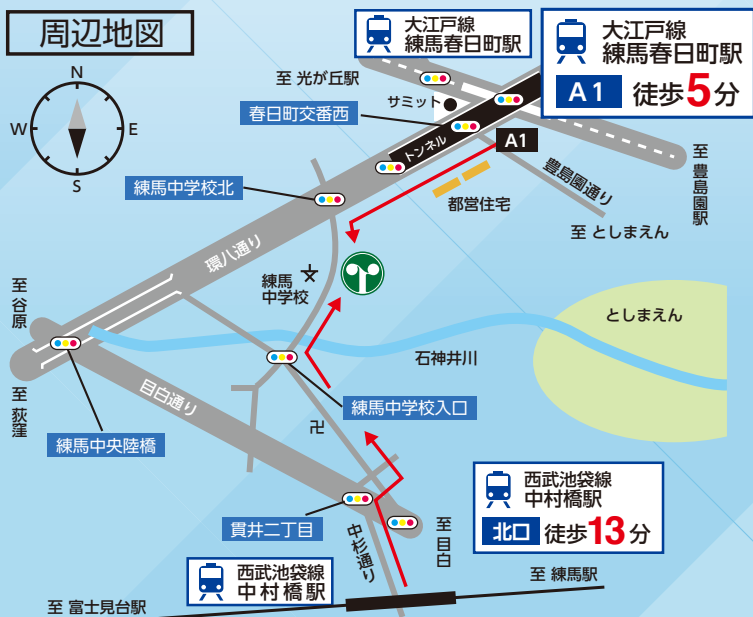 周辺地図
N
W
E
S
大江戸線
練馬春日町駅
大江戸線
練馬春日町駅
A1 徒歩5分
至 光が丘駅
サミット
春日町交番西
トンネル
A1
豊島園通り
至 豊島園駅
都営住宅
至 としまえん
練馬中学校北
環八通り
練馬
中学校
文
至 谷原
としまえん
石神井川
至 荻窪
目白通り
練馬中学校入口
卍
練馬中央陸橋
貫井二丁目
中杉通り
至 目白
西武池袋線
中村橋駅
北口 徒歩13分
西武池袋線
中村橋駅
至 練馬駅
至 富士見台駅